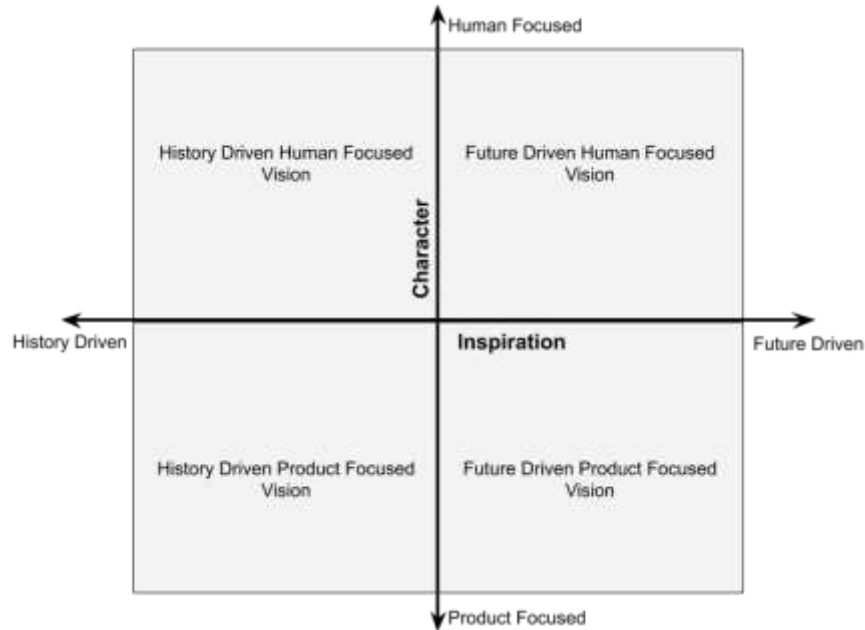 Human Focused
History Driven Human Focused
Vision
Future Driven Human Focused
Vision
Character
History Driven
Inspiration
Future Driven
History Driven Product Focused
Vision
Future Driven Product Focused
Vision
Product Focused